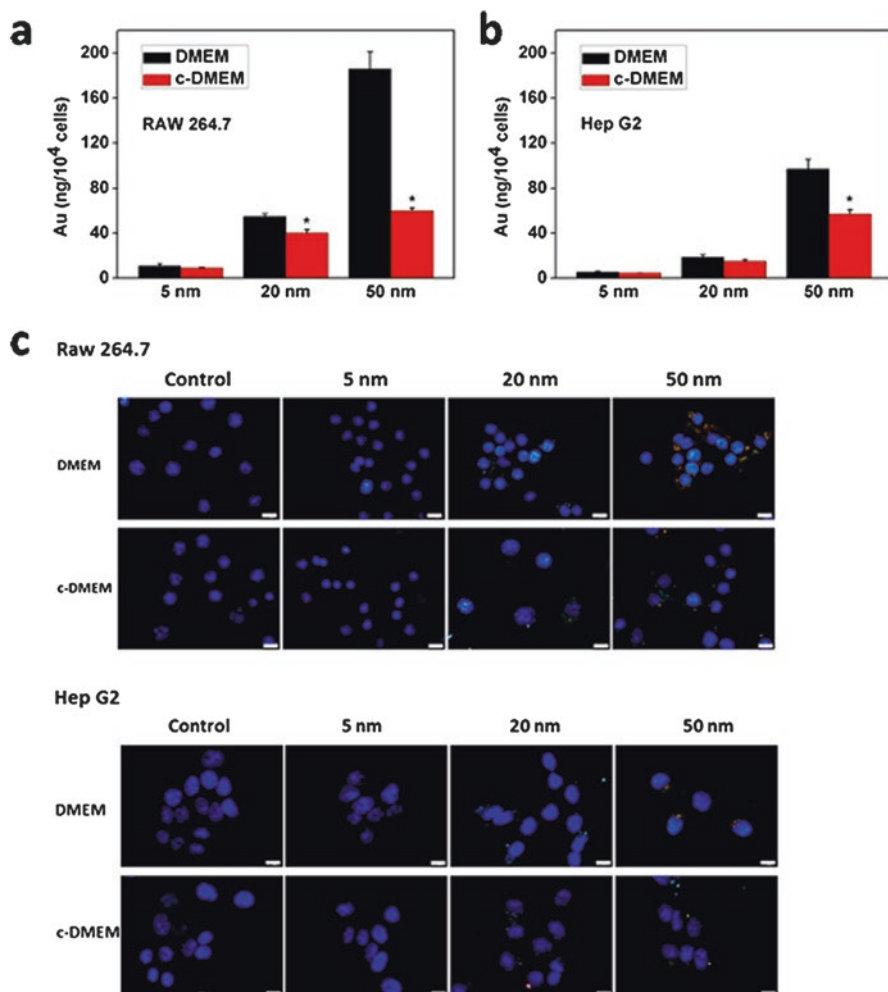 a
200
160
120
80
40
0
Au (ng/10⁴ cells)
DMEM
c-DMEM
RAW 264.7
*
*
5 nm 20 nm 50 nm
b
200
160
120
80
40
0
Au (ng/10⁴ cells)
DMEM
c-DMEM
Hep G2
*
5 nm 20 nm 50 nm
c
Raw 264.7
Control 5 nm 20 nm 50 nm
DMEM
c-DMEM
Hep G2
Control 5 nm 20 nm 50 nm
DMEM
c-DMEM